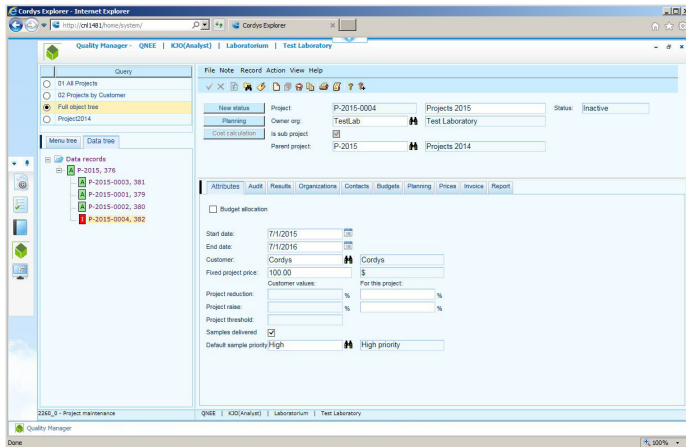 Cordys Explorer - Internet Explorer
http://cnl1481/home/system/
Cordys Explorer
Quality Manager - QNEE | KJO(Analyst) | Laboratorium | Test Laboratory
Query
01 All Projects
02 Projects by Customer
Full object tree
Project2014
Menu tree Data tree
Data records
A P-2015, 376
A P-2015-0003, 381
A P-2015-0001, 379
A P-2015-0002, 380
I P-2015-0004, 382
File Note Record Action View Help
New status Project: P-2015-0004 Projects 2015 Status: Inactive
Planning Owner org: TestLab Test Laboratory
Cost calculation Is sub project
Parent project: P-2015 Projects 2014
Attributes Audit Results Organizations Contacts Budgets Planning Prices Invoice Report
Budget allocation
Start date: 7/1/2015
End date: 7/1/2016
Customer: Cordys Cordys
Fixed project price: 100.00 $
Customer values: For this project:
Project reduction: % %
Project raise: % %
Project threshold:
Samples delivered
Default sample priority High High priority
2260_0 - Project maintenance
QNEE | KJO(Analyst) | Laboratorium | Test Laboratory
Quality Manager
Done
100%